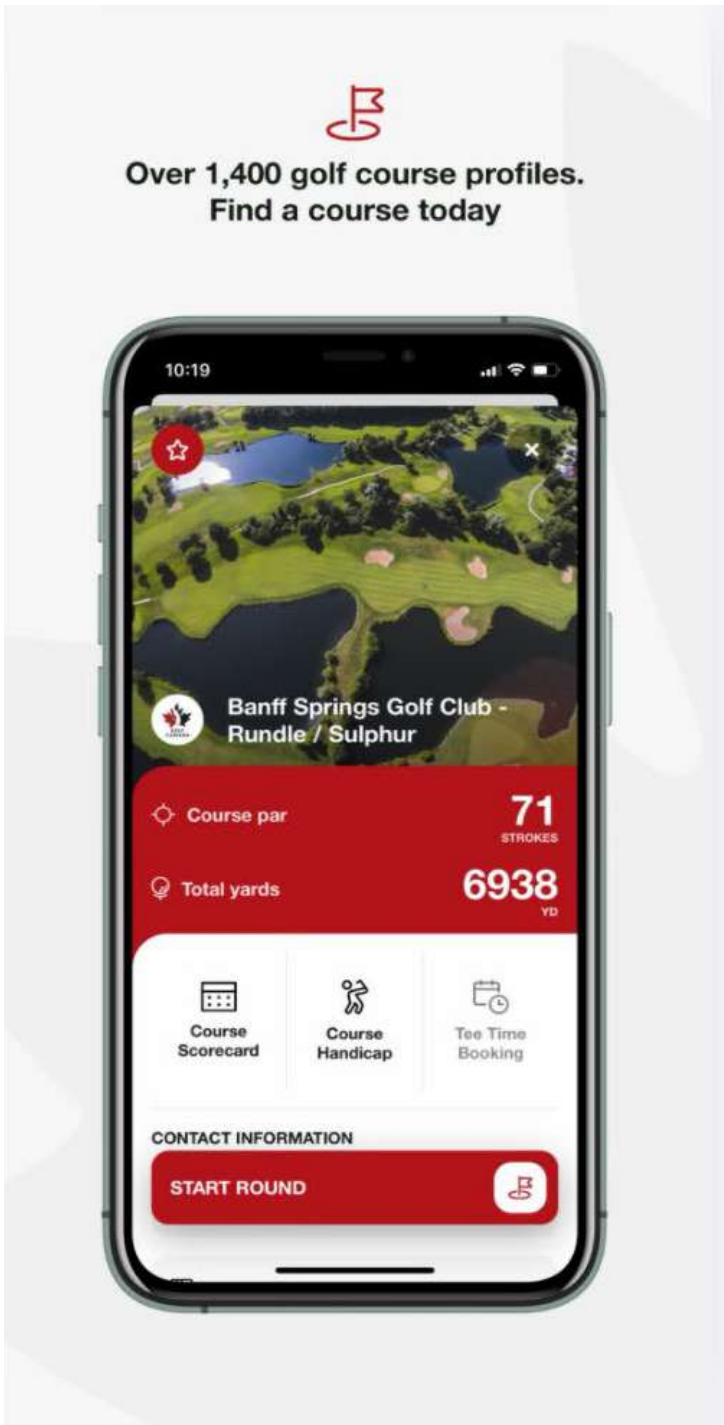 Over 1,400 golf course profiles.
Find a course today
10:19
Banff Springs Golf Club -
Rundle / Sulphur
Course par
71
STROKES
Total yards
6938
YD
Course
Scorecard
Course
Handicap
Tee Time
Booking
CONTACT INFORMATION
START ROUND